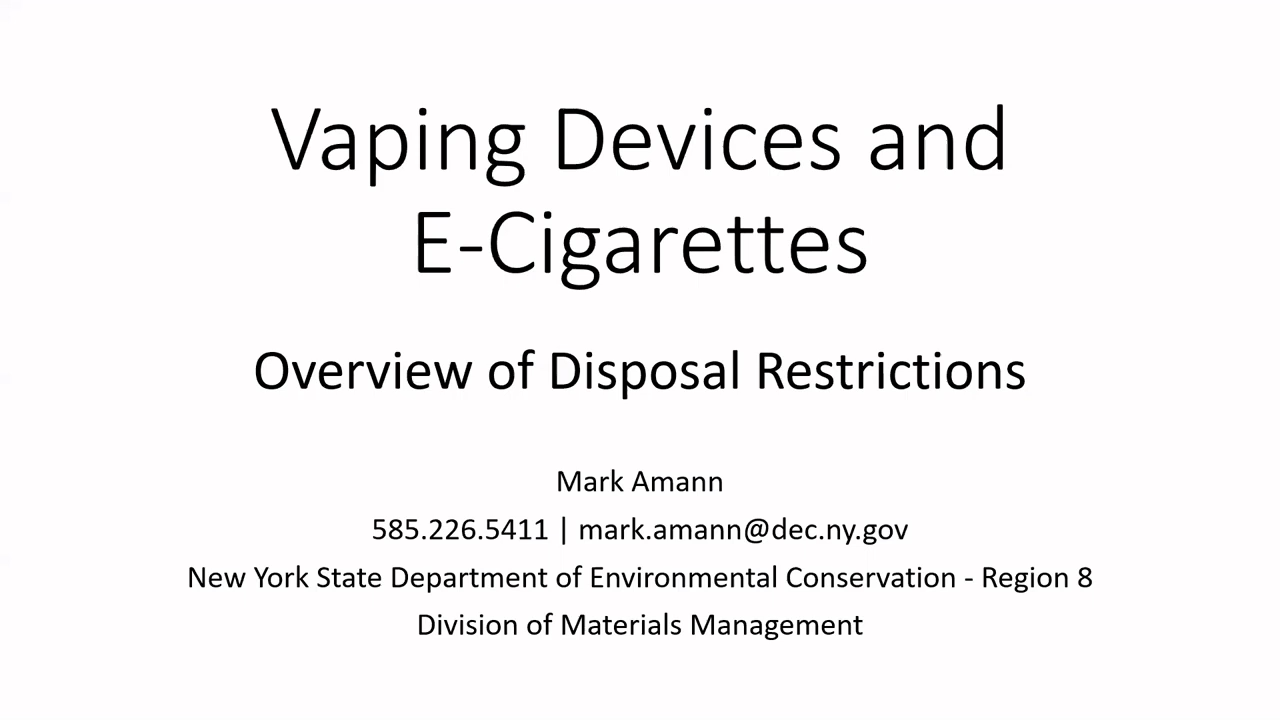 Vaping Devices and
E-Cigarettes
Overview of Disposal Restrictions
Mark Amann
585.226.5411 | mark.amann@dec.ny.gov
New York State Department of Environmental Conservation - Region 8
Division of Materials Management